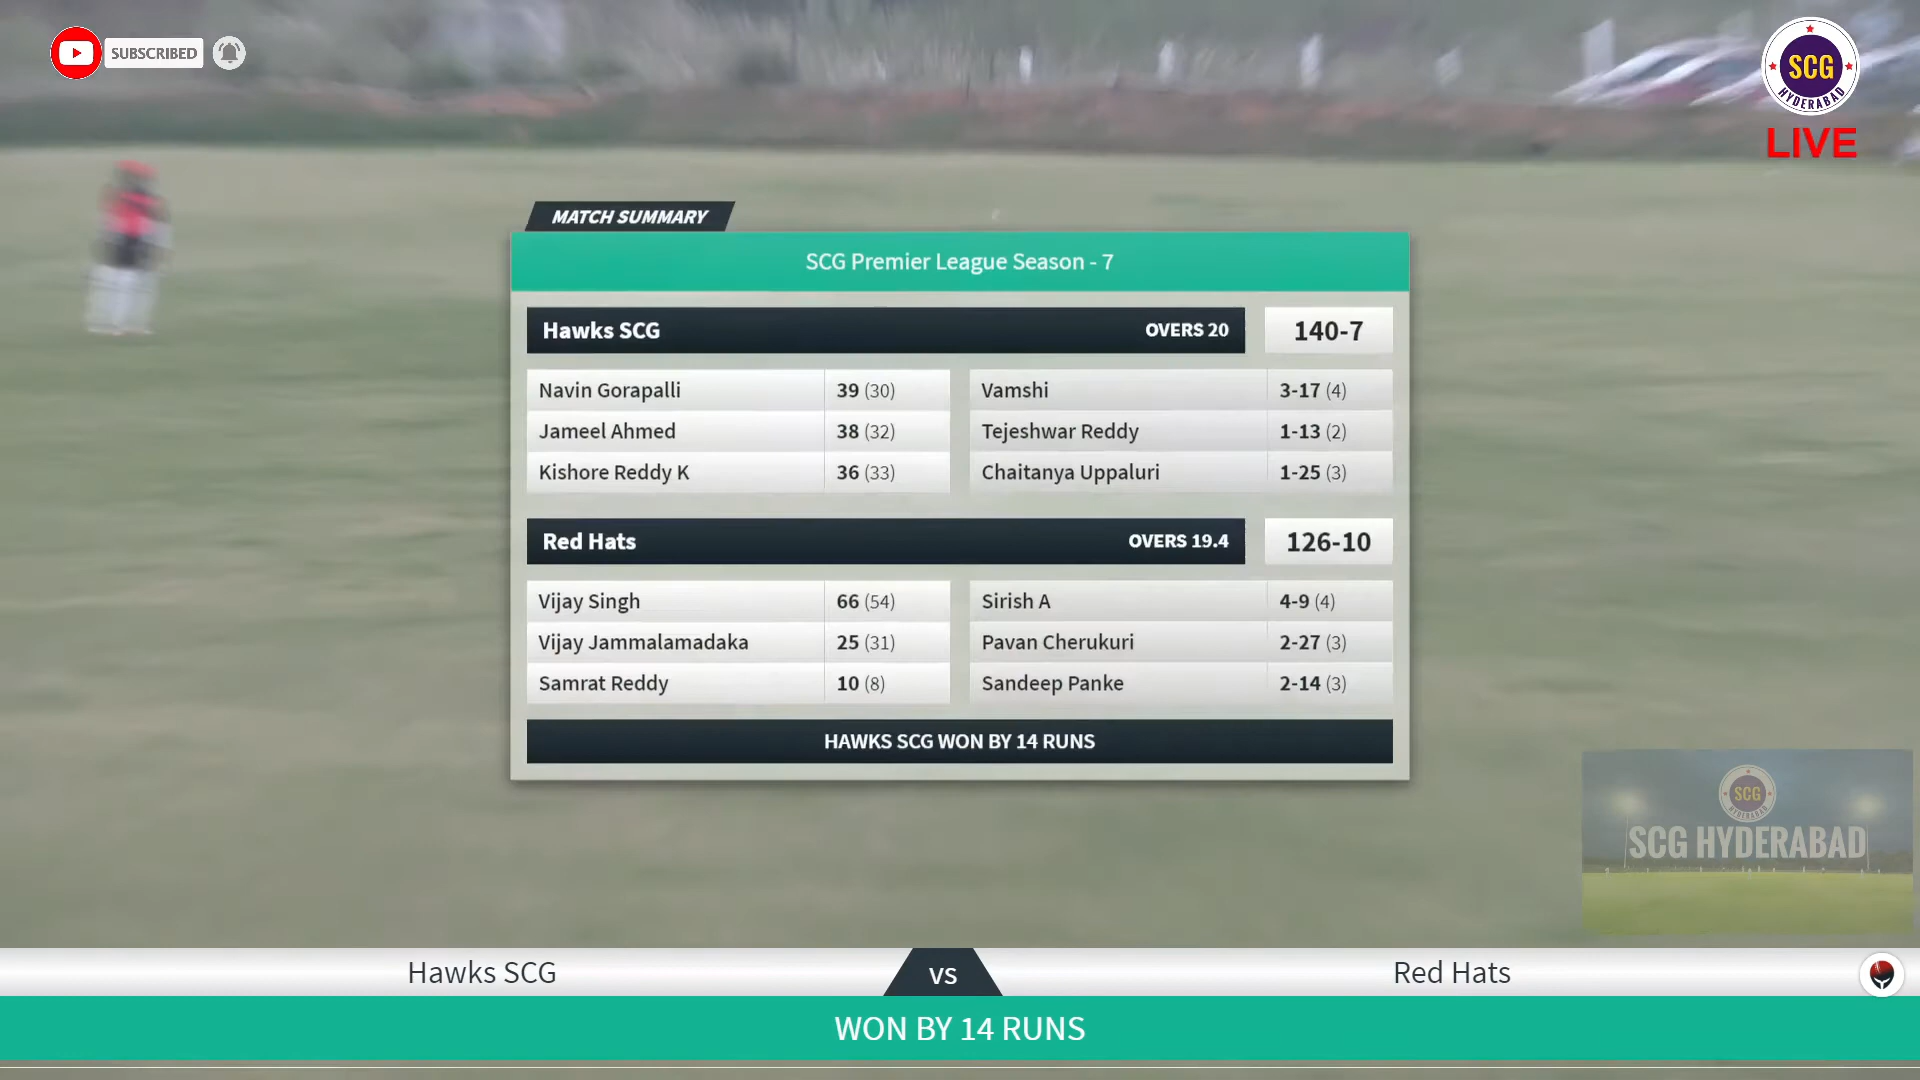 SUBSCRIBED
SCG
HYDERABAD
LIVE
MATCH SUMMARY
SCG Premier League Season - 7
Hawks SCG OVERS 20 140-7
Navin Gorapalli 39 (30) Vamshi 3-17 (4)
Jameel Ahmed 38 (32) Tejeshwar Reddy 1-13 (2)
Kishore Reddy K 36 (33) Chaitanya Uppaluri 1-25 (3)
Red Hats OVERS 19.4 126-10
Vijay Singh 66 (54) Sirish A 4-9 (4)
Vijay Jammalamadaka 25 (31) Pavan Cherukuri 2-27 (3)
Samrat Reddy 10 (8) Sandeep Panke 2-14 (3)
HAWKS SCG WON BY 14 RUNS
SCG
HYDERABAD
SCG HYDERABAD
Hawks SCG vs Red Hats
WON BY 14 RUNS